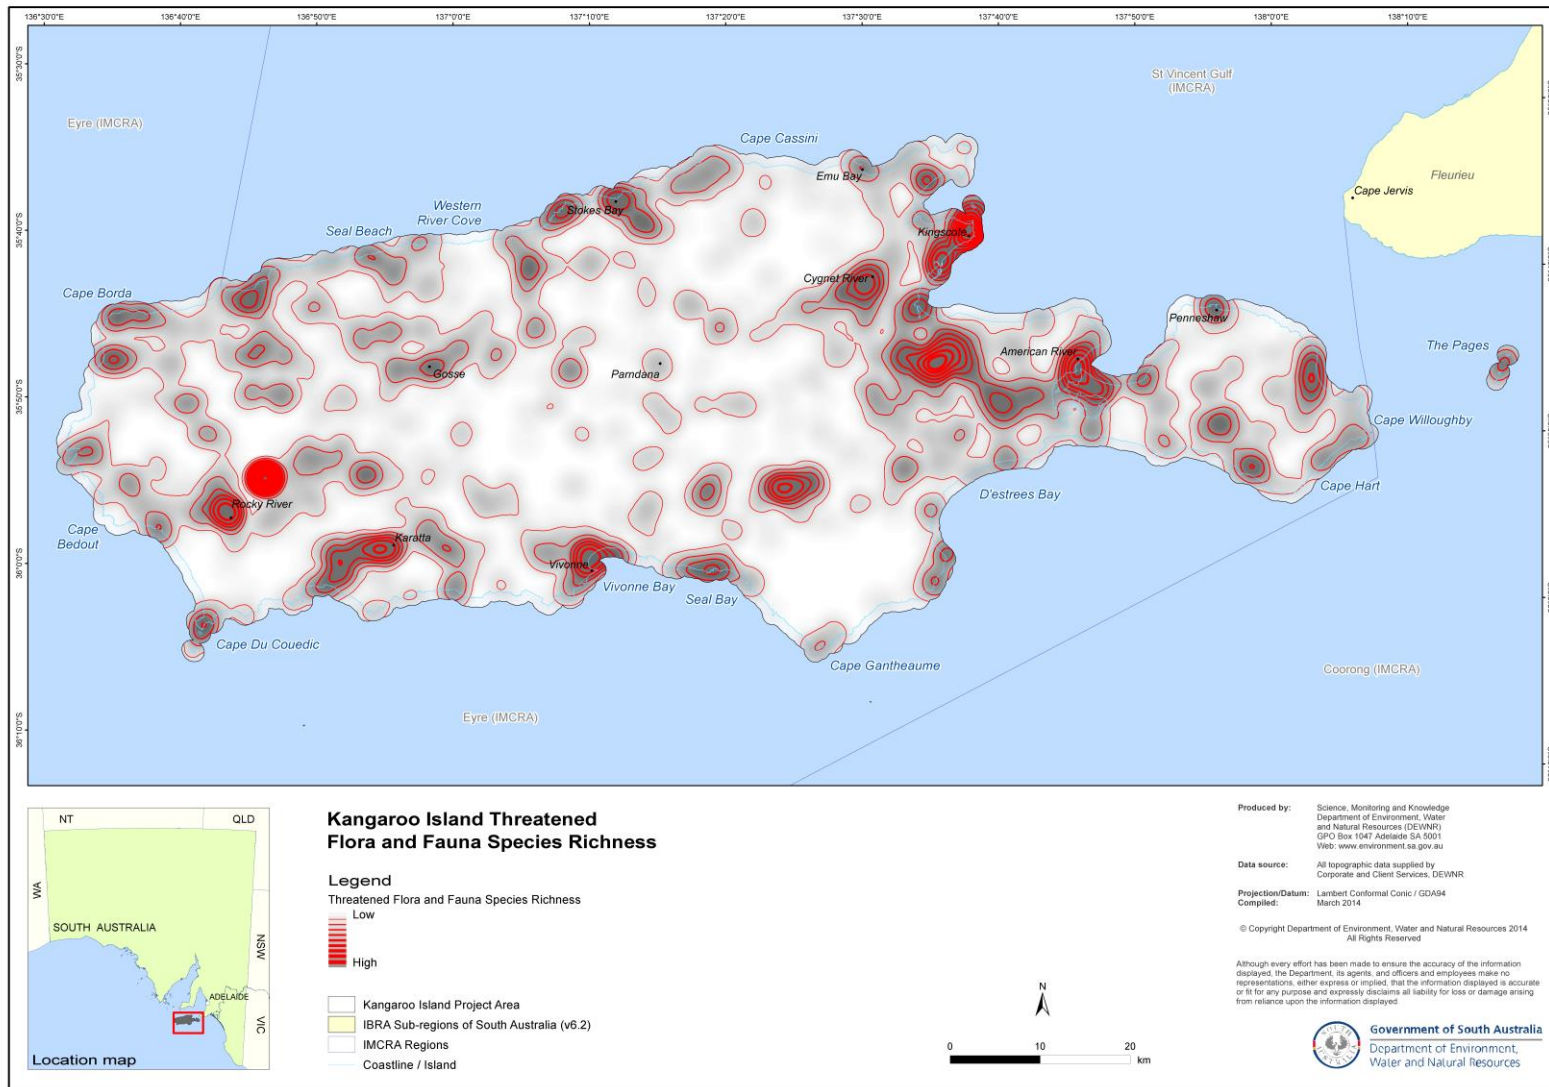 136°30'0"E
136°40'0"E
136°50'0"E
137°0'0"E
137°10'0"E
137°20'0"E
137°30'0"E
137°40'0"E
137°50'0"E
138°0'0"E
138°10'0"E
35°30'0"S
35°40'0"S
35°50'0"S
36°0'0"S
36°10'0"S
St Vincent Gulf
(IMCRA)
Eyre (IMCRA)
Cape Cassini
Emu Bay
Fleurieu
Cape Jervis
Western
River Cove
Stokes Bay
Seal Beach
Kingscote
Cygnet River
Cape Borda
Penneshaw
American River
The Pages
Gosse
Parndana
Cape Willoughby
Rocky River
Cape Hart
D'estrees Bay
Cape
Bedout
Karatta
Vivonne
Vivonne Bay
Seal Bay
Cape Du Couedic
Cape Gantheaume
Coorong (IMCRA)
Eyre (IMCRA)
NT
QLD
WA
SOUTH AUSTRALIA
NSW
ADELAIDE
VIC
Location map
Kangaroo Island Threatened
Flora and Fauna Species Richness
Legend
Threatened Flora and Fauna Species Richness
Low
High
Kangaroo Island Project Area
IBRA Sub-regions of South Australia (v6.2)
IMCRA Regions
Coastline / Island
N
0 10 20
km
Produced by: Science, Monitoring and Knowledge
Department of Environment, Water
and Natural Resources (DEWNR)
GPO Box 1047 Adelaide SA 5001
Web: www.environment.sa.gov.au
Data source: All topographic data supplied by
Corporate and Client Services, DEWNR
Projection/Datum: Lambert Conformal Conic / GDA94
Compiled: March 2014
© Copyright Department of Environment, Water and Natural Resources 2014
All Rights Reserved
Although every effort has been made to ensure the accuracy of the information
displayed, the Department, its agents, and officers and employees make no
representations, either express or implied, that the information displayed is accurate
or fit for any purpose and expressly disclaims all liability for loss or damage arising
from reliance upon the information displayed
Government of South Australia
Department of Environment,
Water and Natural Resources